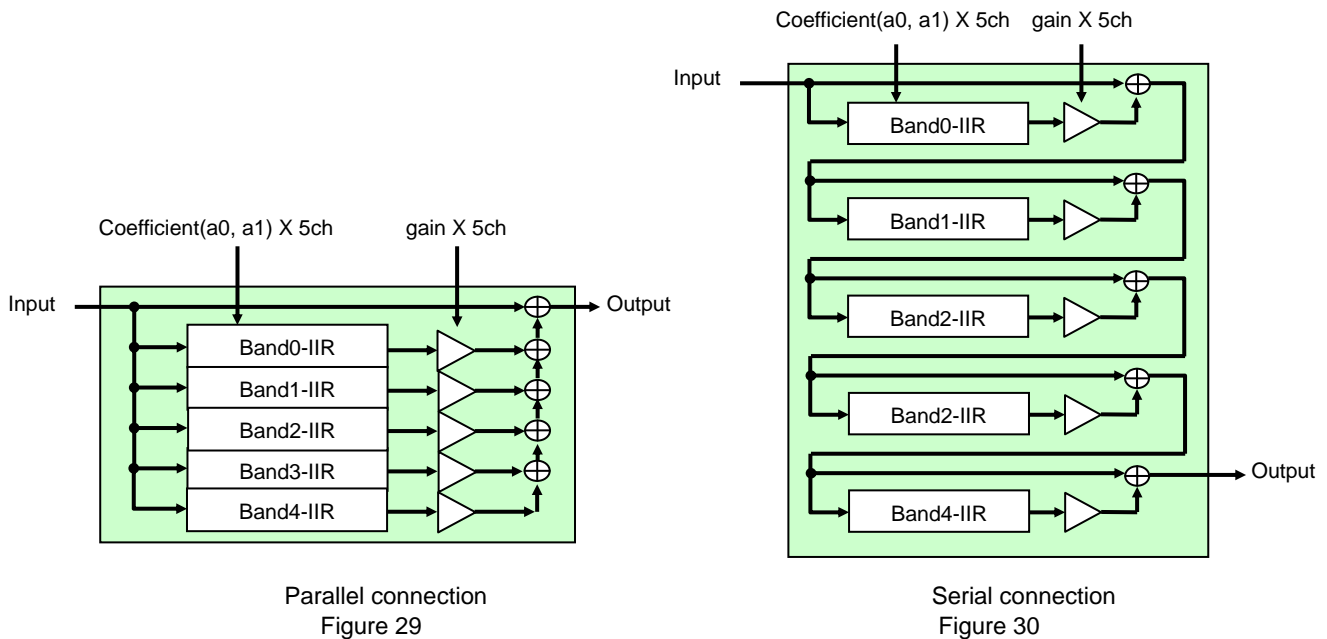 Coefficient(a0, a1) X 5ch gain X 5ch
Input
Output
Band0-IIR
Band1-IIR
Band2-IIR
Band3-IIR
Band4-IIR
Parallel connection
Figure 29
Coefficient(a0, a1) X 5ch gain X 5ch
Input
Band0-IIR
Band1-IIR
Band2-IIR
Band2-IIR
Band4-IIR
Output
Serial connection
Figure 30